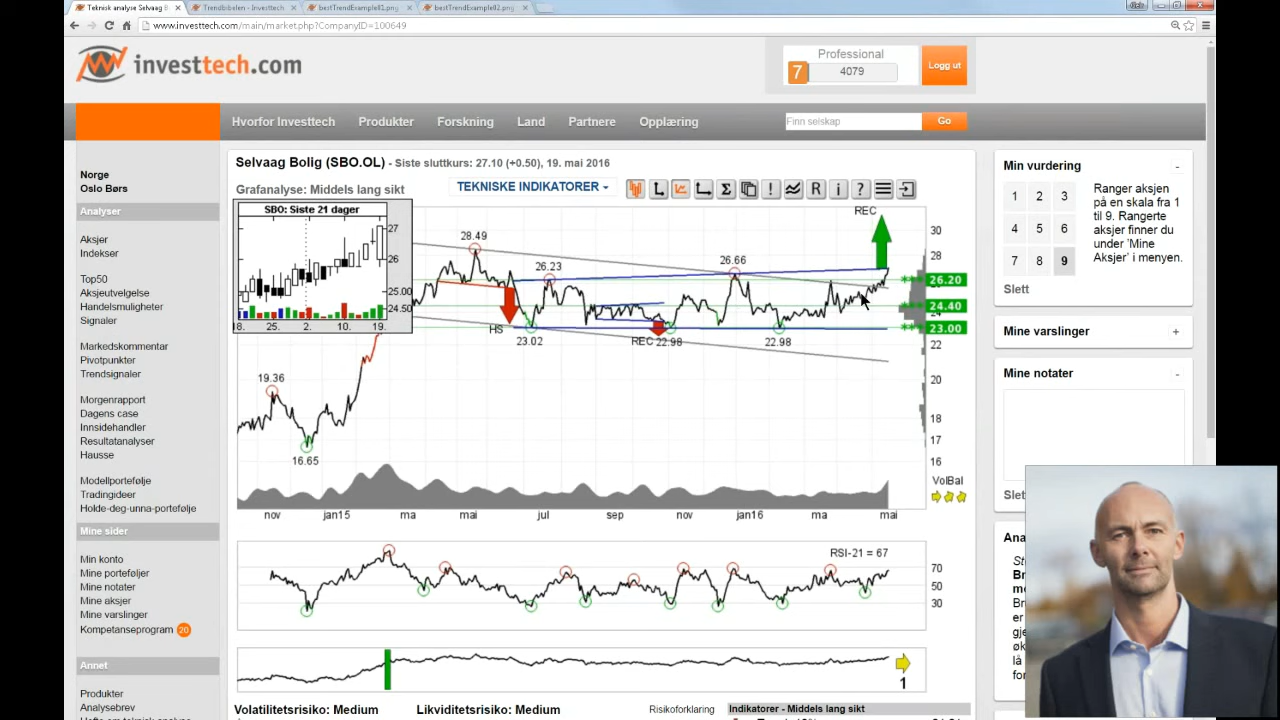 Teknisk analyse Selvaag B
Trendbibelen - Investtech
bestTrendExample01.png
bestTrendExample02.png
www.investtech.com/main/market.php?CompanyID=100649
investtech.com
Professional
7 4079
Logg ut
Hvorfor Investtech Produkter Forskning Land Partnere Opplæring
Finn selskap
Go
Norge
Oslo Børs
Analyser
Aksjer
Indekser
Top50
Aksjeutvelgelse
Handelsmuligheter
Signaler
Markedskommentar
Pivotpunkter
Trendsignaler
Morgenrapport
Dagens case
Innsidehandler
Resultatanalyser
Hausse
Modellportefølje
Tradingideer
Holde-deg-unna-portefølje
Mine sider
Min konto
Mine porteføljer
Mine notater
Mine aksjer
Mine varslinger
Kompetanseprogram 20
Annet
Produkter
Analysebrev
Selvaag Bolig (SBO.OL) - Siste sluttkurs: 27.10 (+0.50), 19. mai 2016
Grafanalyse: Middels lang sikt
TEKNISKE INDIKATORER
Σ ! R i ?
SBO: Siste 21 dager
27
26
25.00
24.50
18. 25. 2. 10. 19.
REC
28.49
26.23
26.66
19.36
16.65
HS
23.02
REC 22.98
22.98
30
28
26.20
24.40
24
23.00
22
20
18
17
16
VolBal
nov jan15 ma mai jul sep nov jan16 ma mai
RSI-21 = 67
70
50
30
1
Volatilitetsrisiko: Medium Likviditetsrisiko: Medium Risikoforklaring
Indikatorer - Middels lang sikt
Min vurdering -
1 2 3
4 5 6
7 8 9
Ranger aksjen
på en skala fra 1
til 9. Rangerte
aksjer finner du
under 'Mine
Aksjer' i menyen.
Slett
Mine varslinger +
Mine notater -